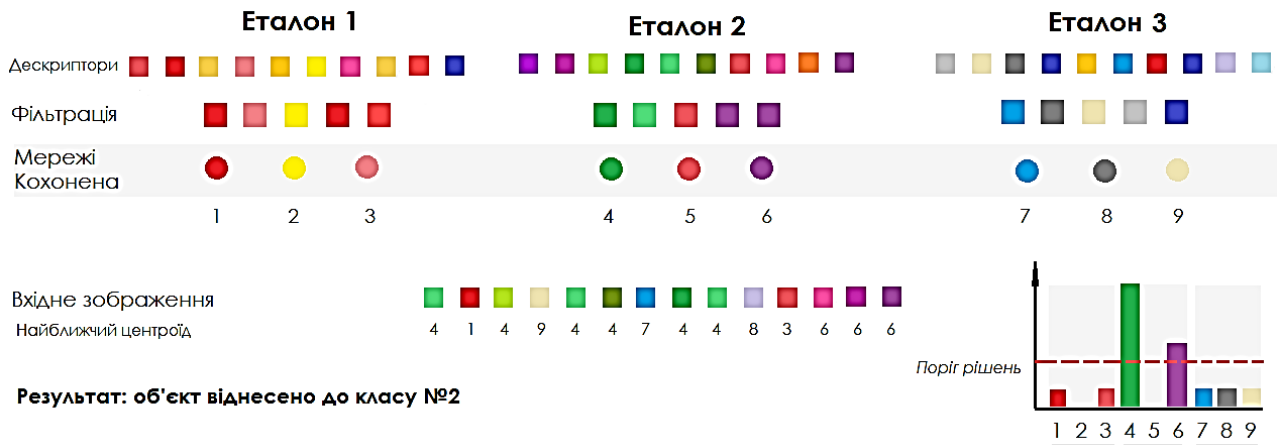 Еталон 1 Еталон 2 Еталон 3
Дескриптори
Фільтрація
Мережі
Кохонена
1 2 3 4 5 6 7 8 9
Вхідне зображення
Найближчий центроїд 4 1 4 9 4 4 7 4 4 8 3 6 6 6
Поріг рішень
Результат: об'єкт віднесено до класу №2
1 2 3 4 5 6 7 8 9